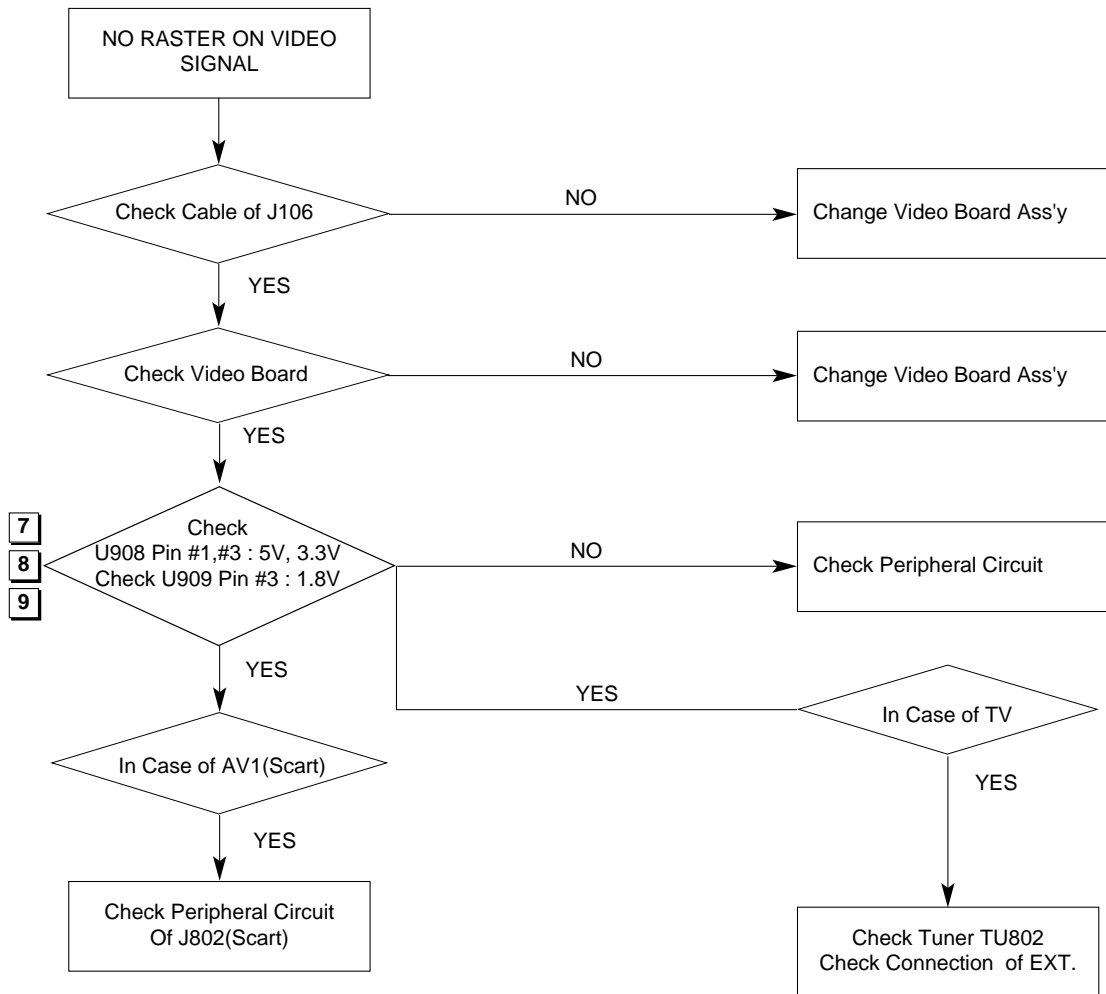 NO RASTER ON VIDEO
SIGNAL
Check Cable of J106
NO
Change Video Board Ass'y
YES
Check Video Board
NO
Change Video Board Ass'y
YES
7
8
9
Check
U908 Pin #1,#3 : 5V, 3.3V
Check U909 Pin #3 : 1.8V
NO
Check Peripheral Circuit
YES
YES
In Case of TV
In Case of AV1(Scart)
YES
YES
Check Peripheral Circuit
Of J802(Scart)
Check Tuner TU802
Check Connection of EXT.